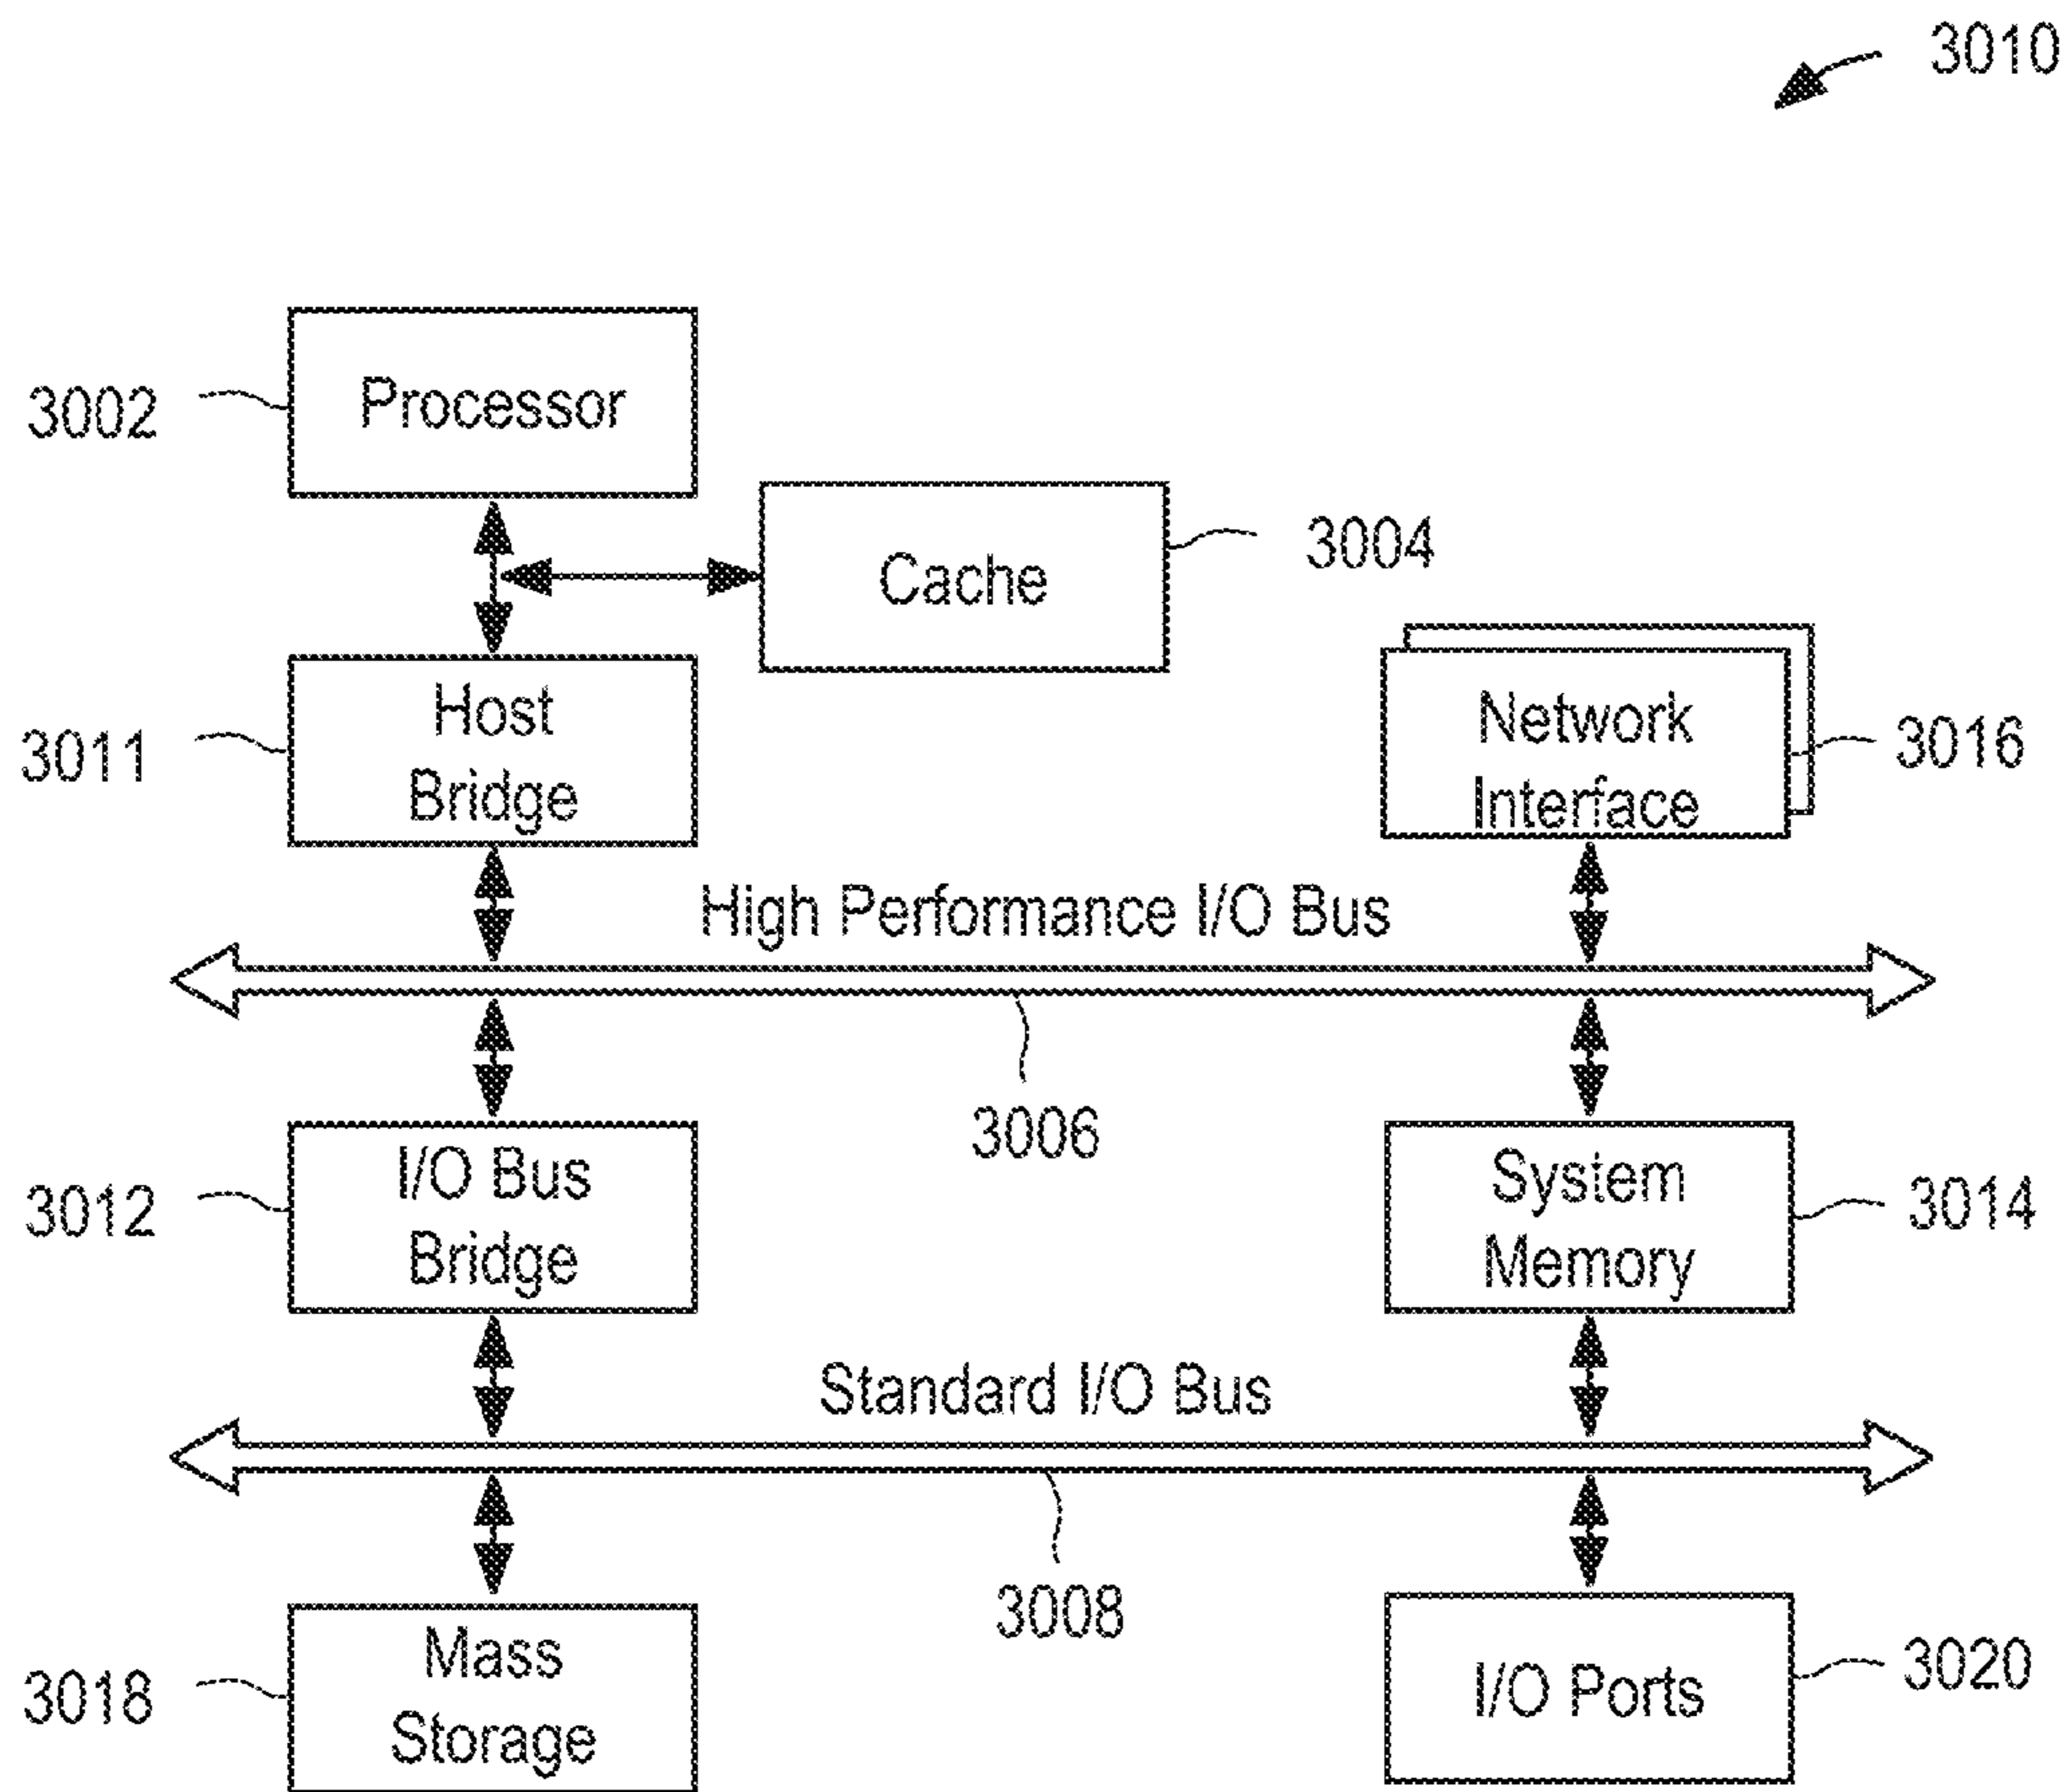 3010
3002
Processor
Cache
3004
3011
Host
Bridge
Network
Interface
3016
High Performance I/O Bus
3006
3012
I/O Bus
Bridge
System
Memory
3014
Standard I/O Bus
3008
3018
Mass
Storage
I/O Ports
3020